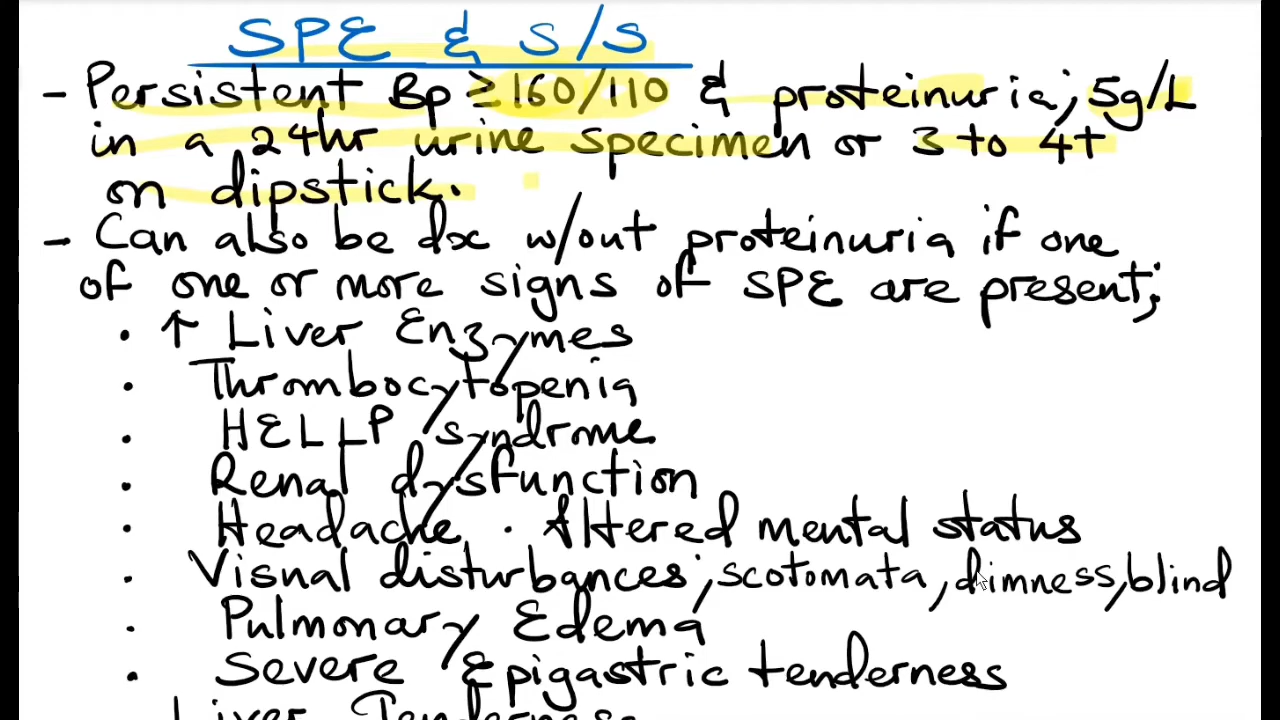 SPE & S/S
- Persistent Bp ≥160/110 & proteinuria; 5g/L
in a 24hr urine specimen or 3 to 4+
on dipstick.
- Can also be dx w/out proteinuria if one
of one or more signs of SPE are present;
• ↑ Liver Enzymes
• Thrombocytopenia
• HELLP syndrome
• Renal dysfunction
• Headache • Altered mental status
• Visual disturbances, scotomata, dimness, blind
• Pulmonary Edema
• Severe Epigastric tenderness
Liver Tenderness